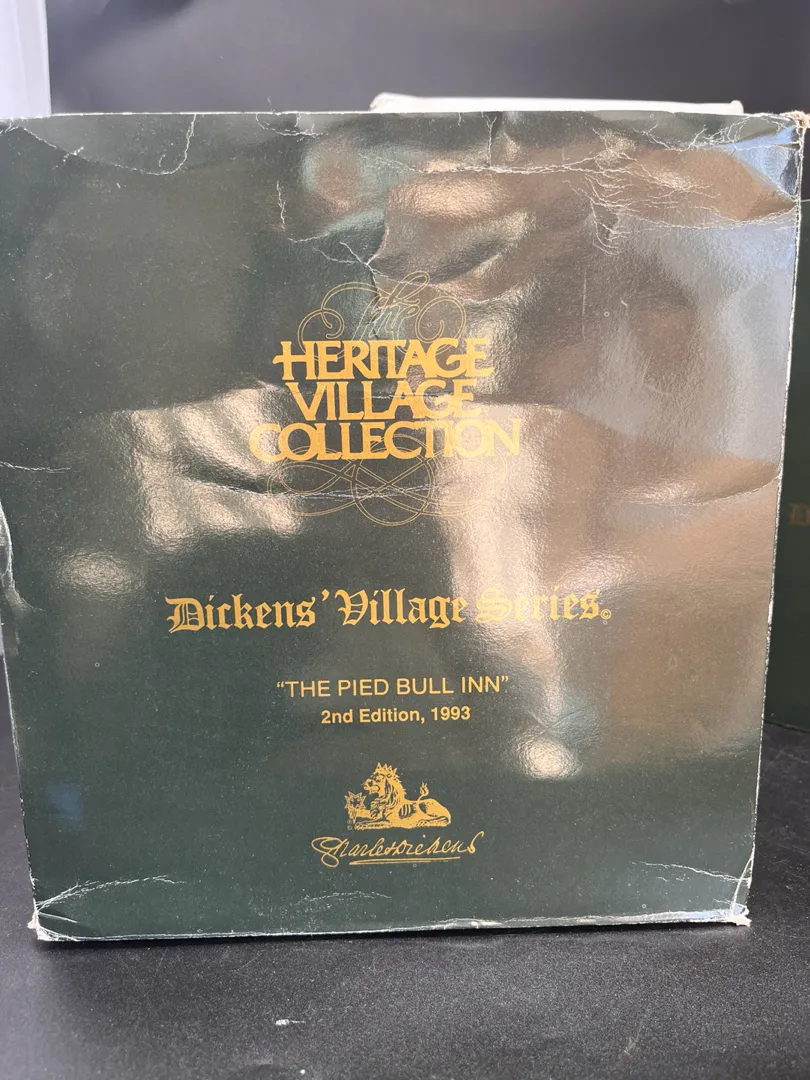 The
HERITAGE
VILLAGE
COLLECTION
Dickens' Village Series©
“THE PIED BULL INN”
2nd Edition, 1993
Charles Dickens